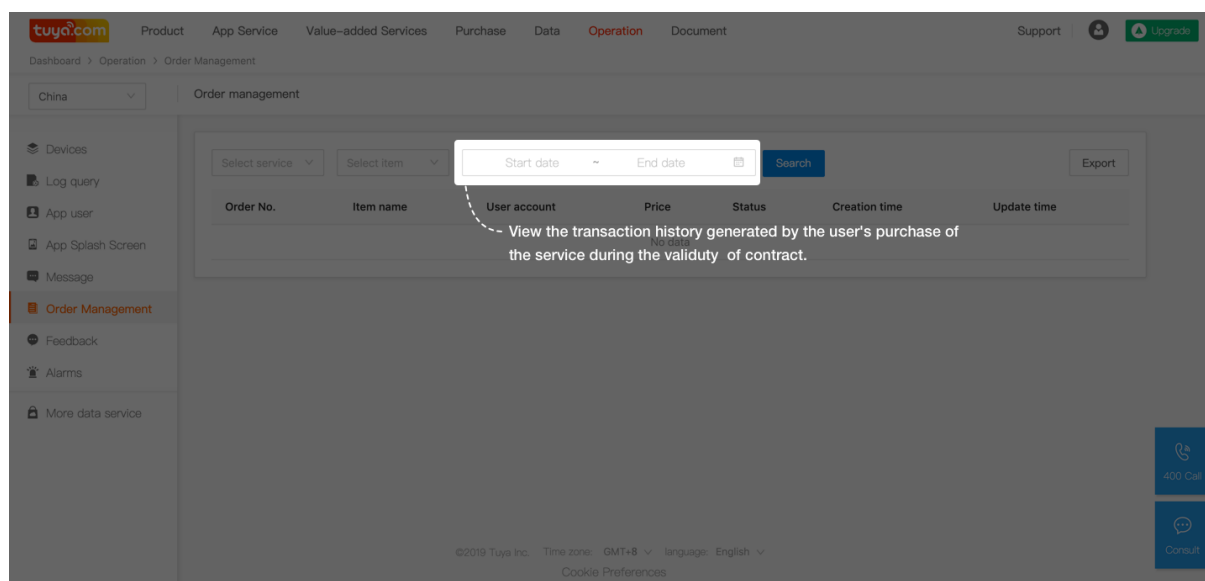 tuya.com Product App Service Value-added Services Purchase Data Operation Document Support Upgrade
Dashboard > Operation > Order Management
China Order management
Devices
Log query
App user
App Splash Screen
Message
Order Management
Feedback
Alarms
More data service
Select service Select item Start date ~ End date Search Export
Order No. Item name User account Price Status Creation time Update time
No data
View the transaction history generated by the user's purchase of
the service during the validuty of contract.
400 Call
Consult
©2019 Tuya Inc. Time zone: GMT+8 language: English
Cookie Preferences